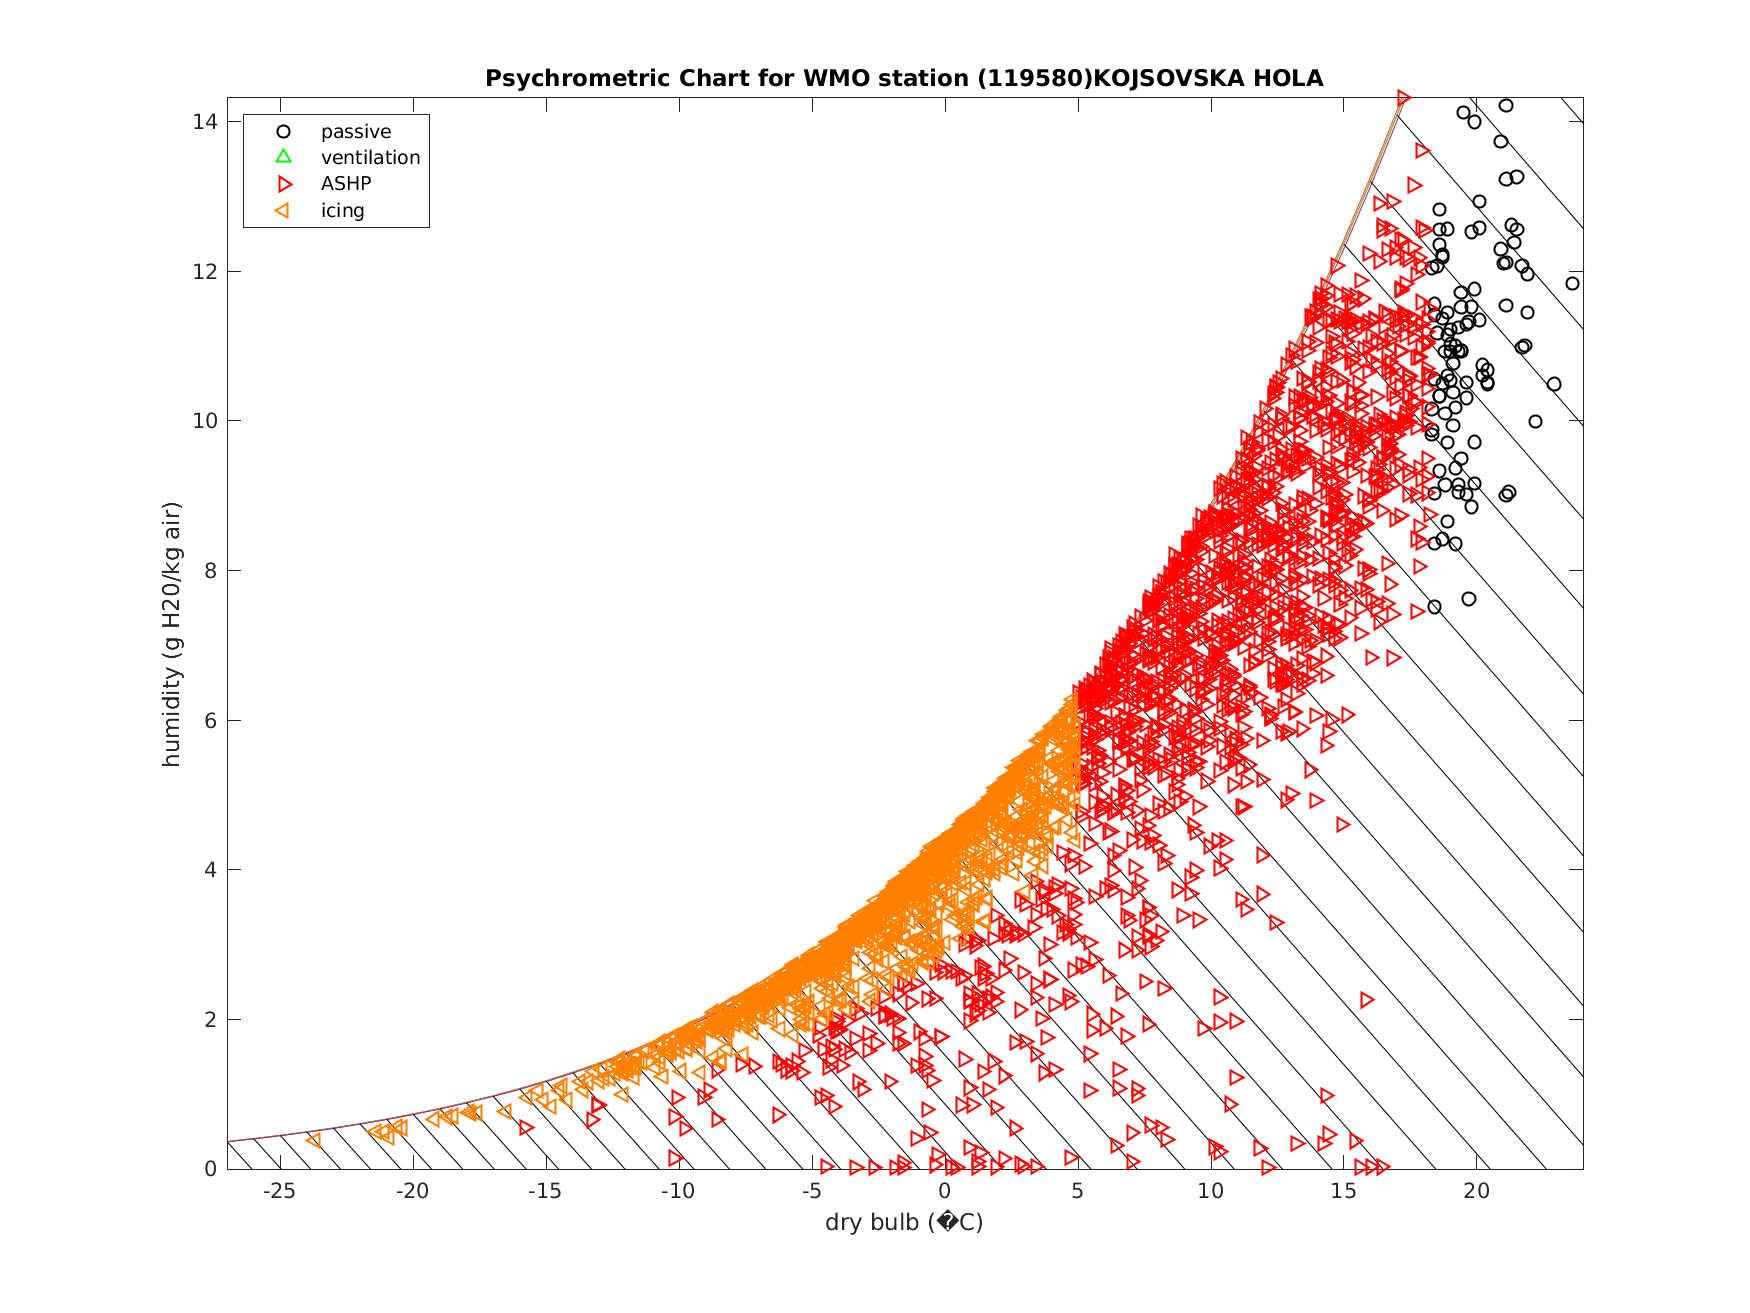 Psychrometric Chart for WMO station (119580)KOJSOVSKA HOLA
passive
ventilation
ASHP
icing
humidity (g H20/kg air)
14
12
10
8
6
4
2
0
-25 -20 -15 -10 -5 0 5 10 15 20
dry bulb (�C)